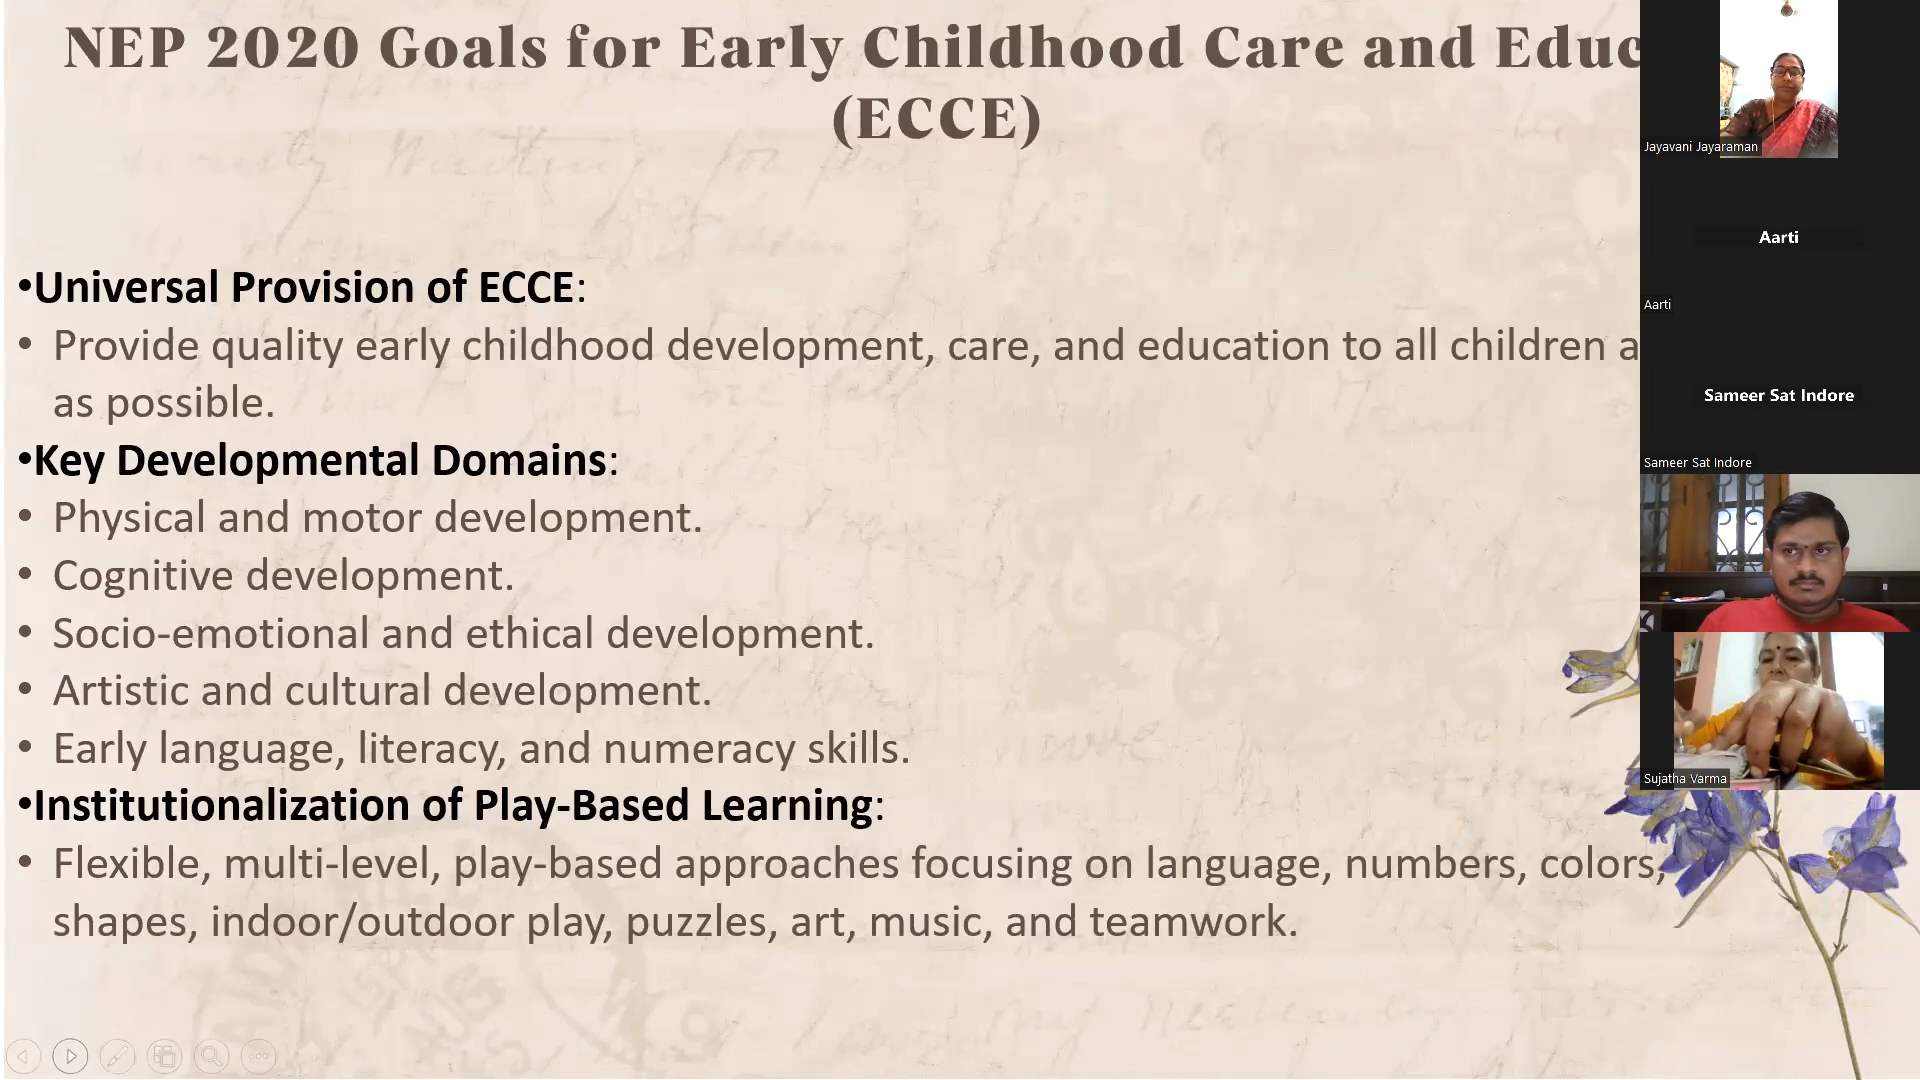 NEP 2020 Goals for Early Childhood Care and Educ
(ECCE)
•Universal Provision of ECCE:
• Provide quality early childhood development, care, and education to all children a
as possible.
•Key Developmental Domains:
• Physical and motor development.
• Cognitive development.
• Socio-emotional and ethical development.
• Artistic and cultural development.
• Early language, literacy, and numeracy skills.
•Institutionalization of Play-Based Learning:
• Flexible, multi-level, play-based approaches focusing on language, numbers, colors,
shapes, indoor/outdoor play, puzzles, art, music, and teamwork.
Jayavani Jayaraman
Aarti
Aarti
Sameer Sat Indore
Sameer Sat Indore
Sujatha Varma